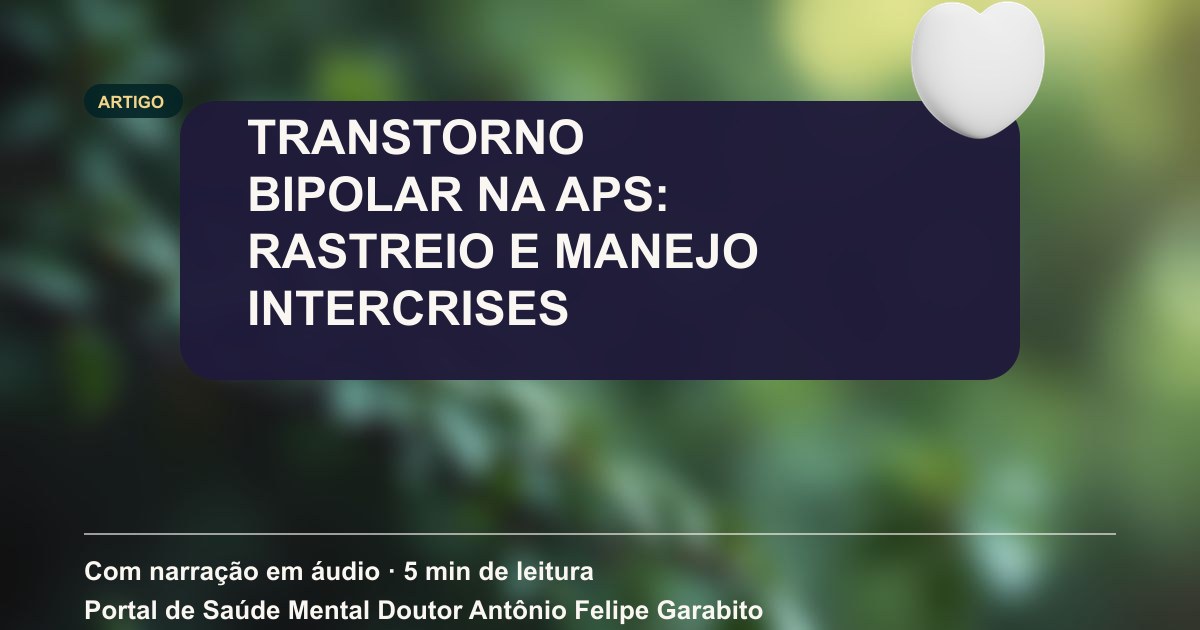 ARTIGO
TRANSTORNO
BIPOLAR NA APS:
RASTREIO E MANEJO
INTERCRISES
Com narração em áudio · 5 min de leitura
Portal de Saúde Mental Doutor Antônio Felipe Garabito